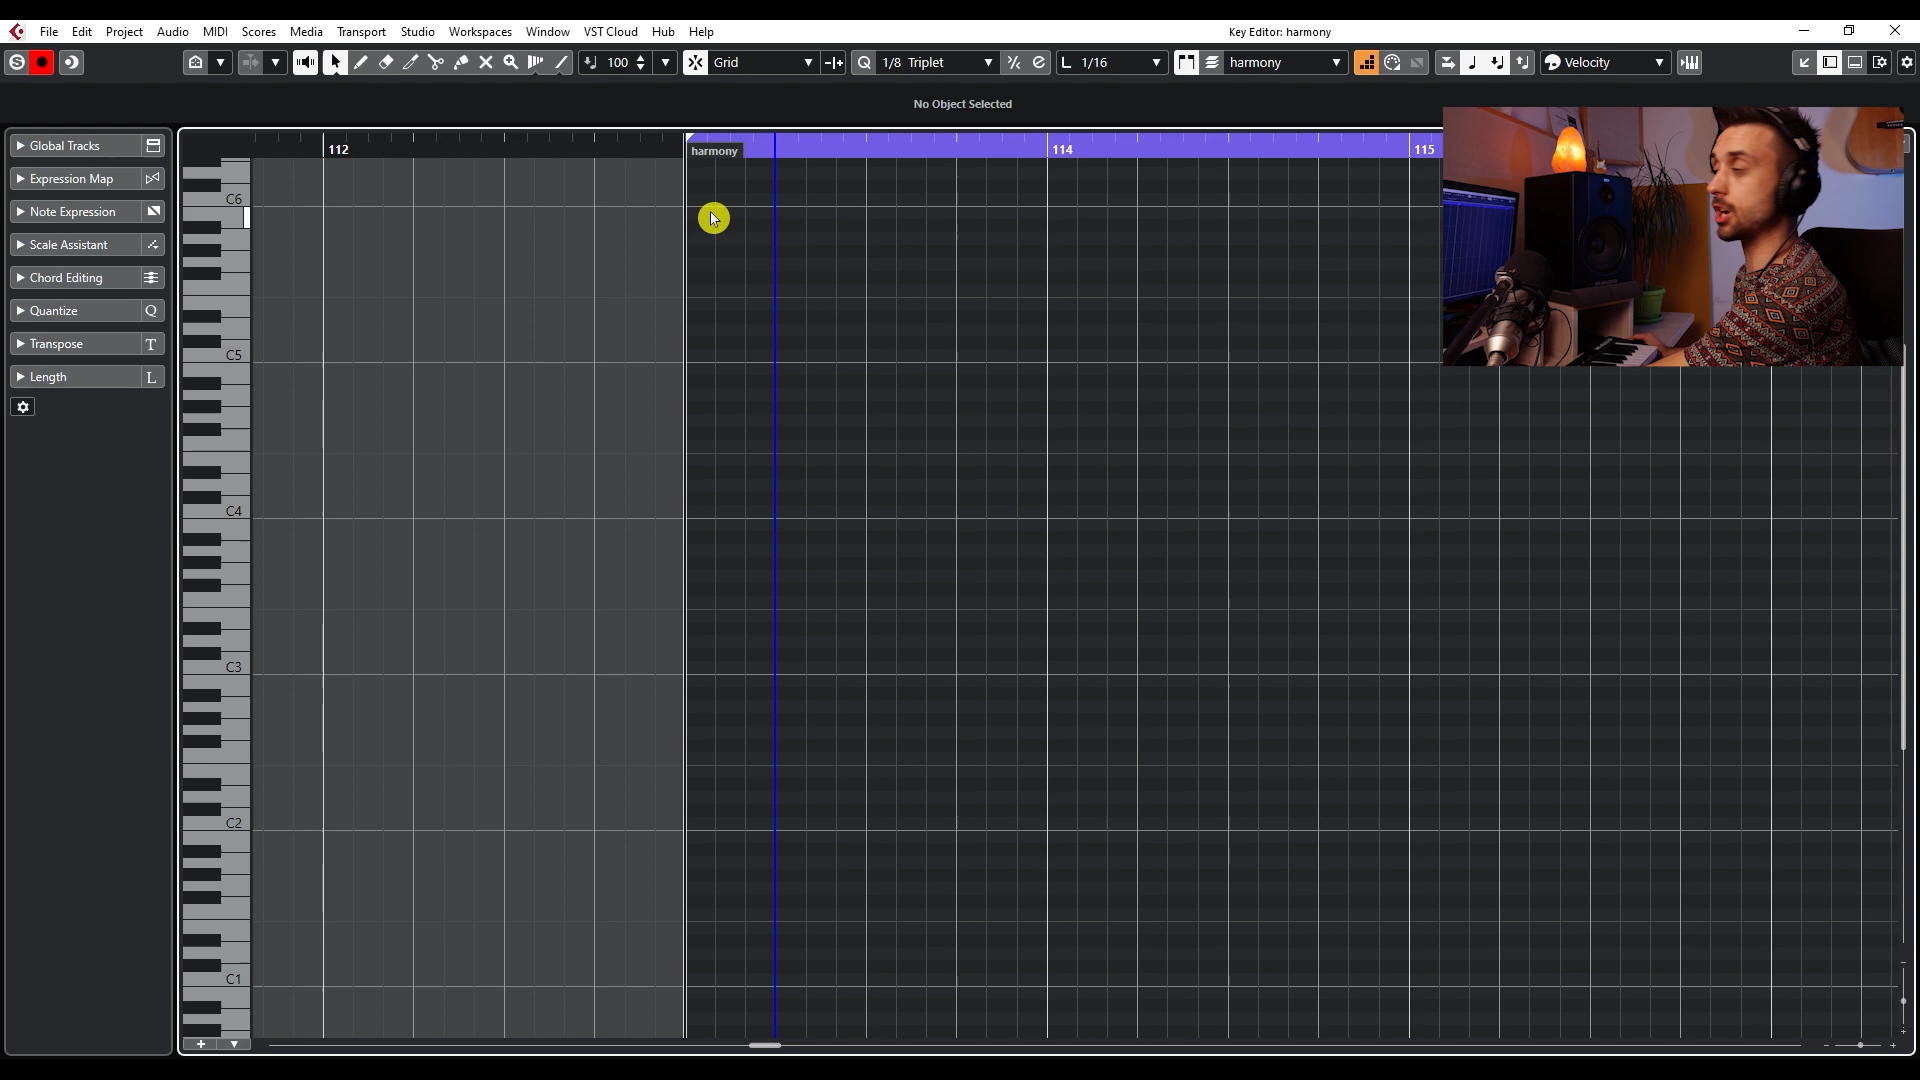 File Edit Project Audio MIDI Scores Media Transport Studio Workspaces Window VST Cloud Hub Help
Key Editor: harmony
100 Grid Q 1/8 Triplet L 1/16 harmony Velocity
No Object Selected
Global Tracks
Expression Map
Note Expression
Scale Assistant
Chord Editing
Quantize Q
Transpose T
Length L
112
114
115
harmony
C6
C5
C4
C3
C2
C1